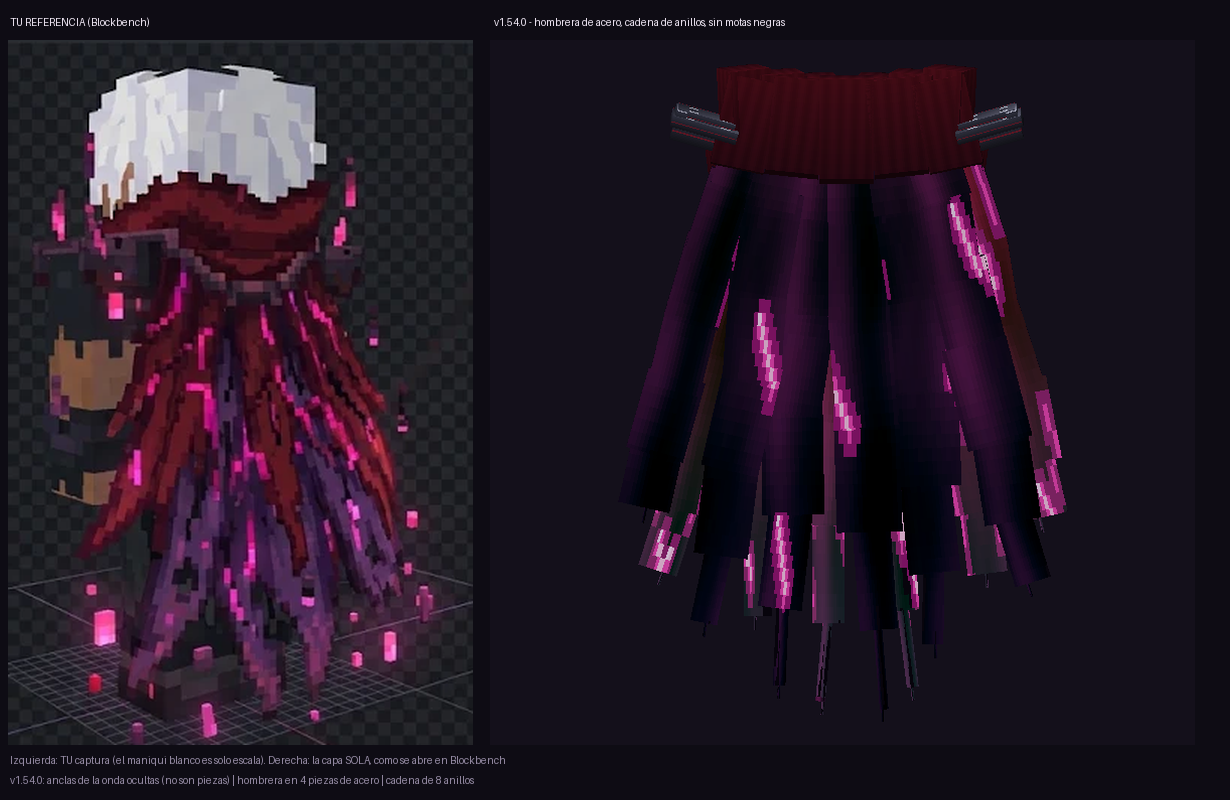 TU REFERENCIA (Blockbench)
v1.54.0 - hombrera de acero, cadena de anillos, sin motas negras
Izquierda: TU captura (el maniqui blanco es solo escala). Derecha: la capa SOLA, como se abre en Blockbench
v1.54.0: anclas de la onda ocultas (no son piezas) | hombrera en 4 piezas de acero | cadena de 8 anillos